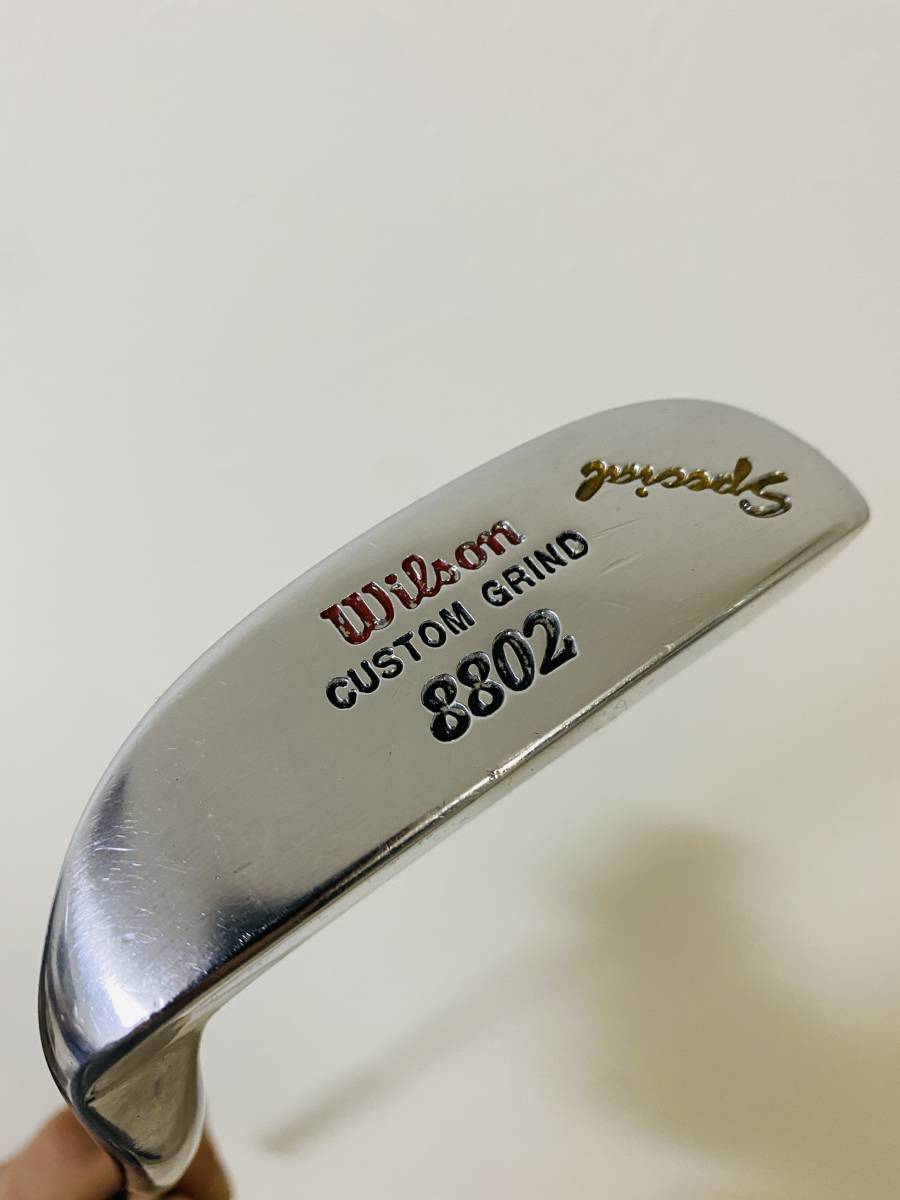 Wilson
CUSTOM GRIND
8802
Special